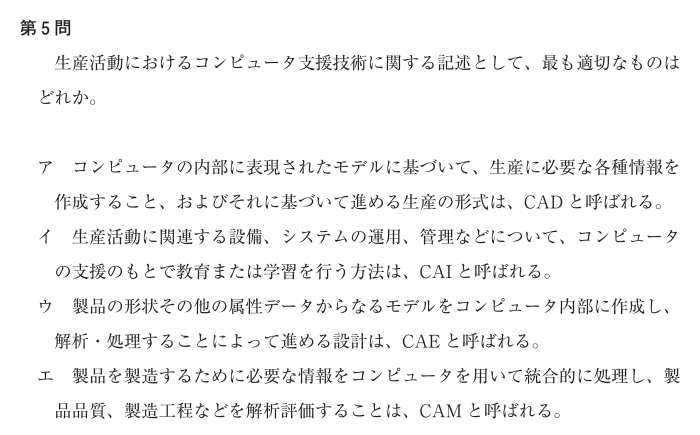 第5問
生産活動におけるコンピュータ支援技術に関する記述として、最も適切なものは
どれか。
ア コンピュータの内部に表現されたモデルに基づいて、生産に必要な各種情報を
作成すること、およびそれに基づいて進める生産の形式は、CAD と呼ばれる。
イ 生産活動に関連する設備、システムの運用、管理などについて、コンピュータ
の支援のもとで教育または学習を行う方法は、CAI と呼ばれる。
ウ 製品の形状その他の属性データからなるモデルをコンピュータ内部に作成し、
解析・処理することによって進める設計は、CAE と呼ばれる。
エ 製品を製造するために必要な情報をコンピュータを用いて統合的に処理し、製
品品質、製造工程などを解析評価することは、CAM と呼ばれる。